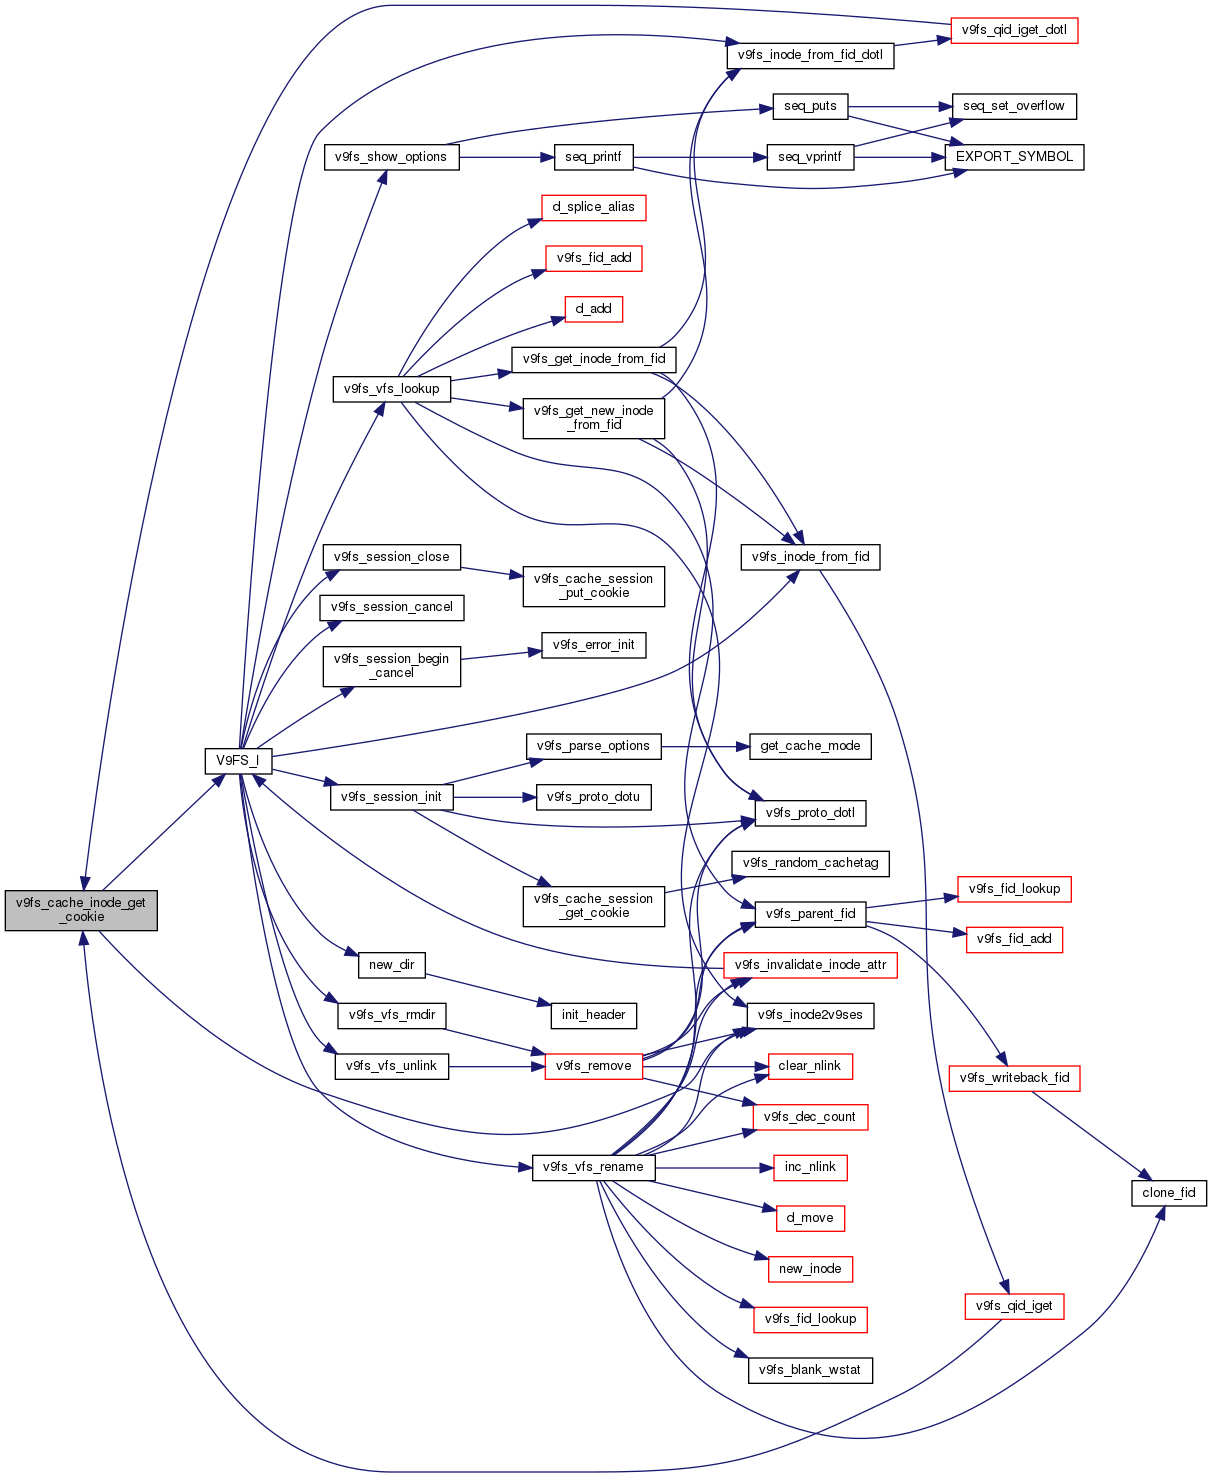 v9fs_qid_iget_dotl
v9fs_inode_from_fid_dotl
seq_puts
seq_set_overflow
v9fs_show_options
seq_printf
seq_vprintf
EXPORT_SYMBOL
d_splice_alias
v9fs_fid_add
d_add
v9fs_get_inode_from_fid
v9fs_vfs_lookup
v9fs_get_new_inode
_from_fid
v9fs_session_close
v9fs_inode_from_fid
v9fs_cache_session
_put_cookie
v9fs_session_cancel
v9fs_error_init
v9fs_session_begin
_cancel
v9fs_parse_options
get_cache_mode
V9FS_I
v9fs_session_init
v9fs_proto_dotu
v9fs_proto_dotl
v9fs_random_cachetag
v9fs_fid_lookup
v9fs_cache_inode_get
_cookie
v9fs_cache_session
_get_cookie
v9fs_parent_fid
v9fs_fid_add
new_dir
v9fs_invalidate_inode_attr
v9fs_vfs_rmdir
init_header
v9fs_inode2v9ses
v9fs_vfs_unlink
v9fs_remove
clear_nlink
v9fs_writeback_fid
v9fs_dec_count
v9fs_vfs_rename
inc_nlink
clone_fid
d_move
new_inode
v9fs_qid_iget
v9fs_fid_lookup
v9fs_blank_wstat